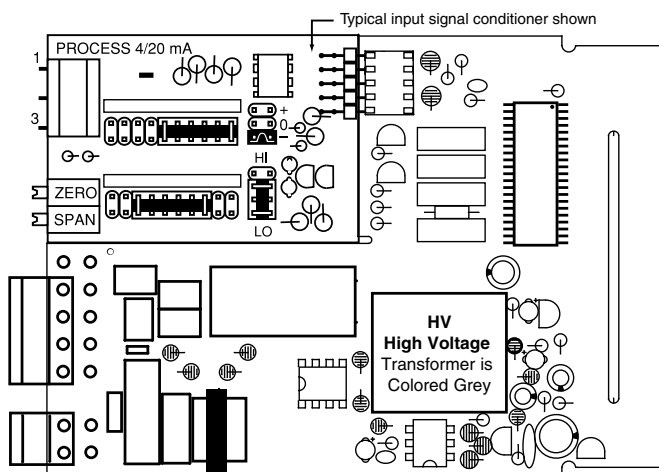 Typical input signal conditioner shown
PROCESS 4/20 mA
1
3
+
0
-
HI
ZERO
SPAN
LO
HV
High Voltage
Transformer is
Colored Grey